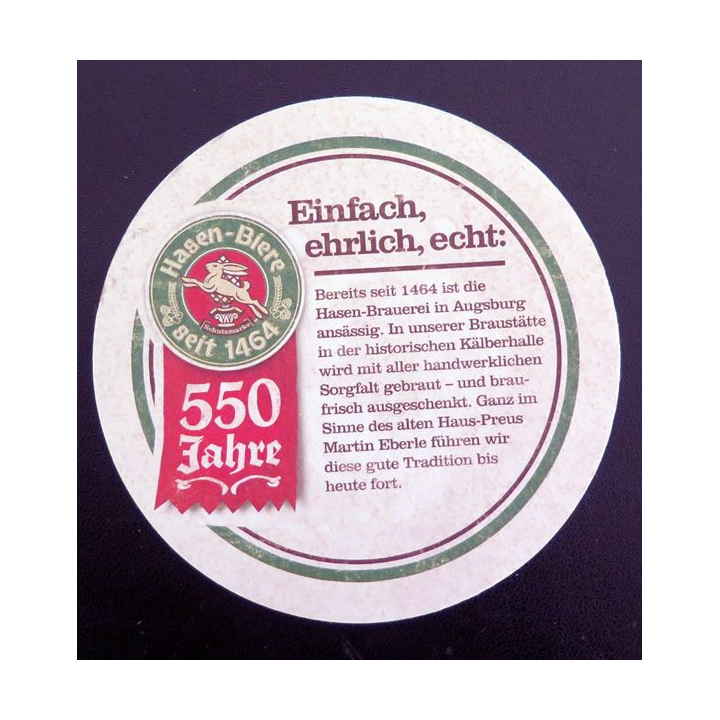 Einfach,
ehrlich, echt:
Bereits seit 1464 ist die
Hasen-Brauerei in Augsburg
ansässig. In unserer Braustätte
in der historischen Kälberhalle
wird mit aller handwerklichen
Sorgfalt gebraut – und brau-
frisch ausgeschenkt. Ganz im
Sinne des alten Haus-Preus
Martin Eberle führen wir
diese gute Tradition bis
heute fort.
Hasen-Biere
Schutzmarke
seit 1464
550
Jahre